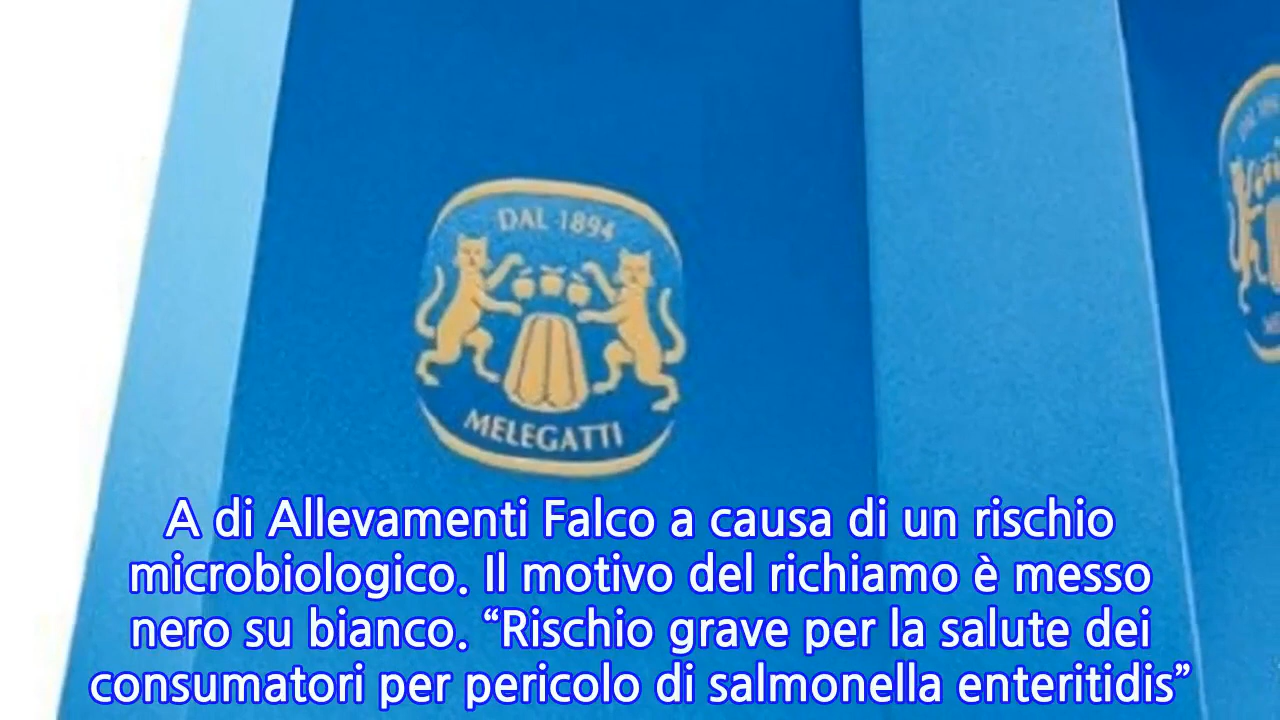 DAL 1894
MELEGATTI
A di Allevamenti Falco a causa di un rischio
microbiologico. Il motivo del richiamo è messo
nero su bianco. “Rischio grave per la salute dei
consumatori per pericolo di salmonella enteritidis”